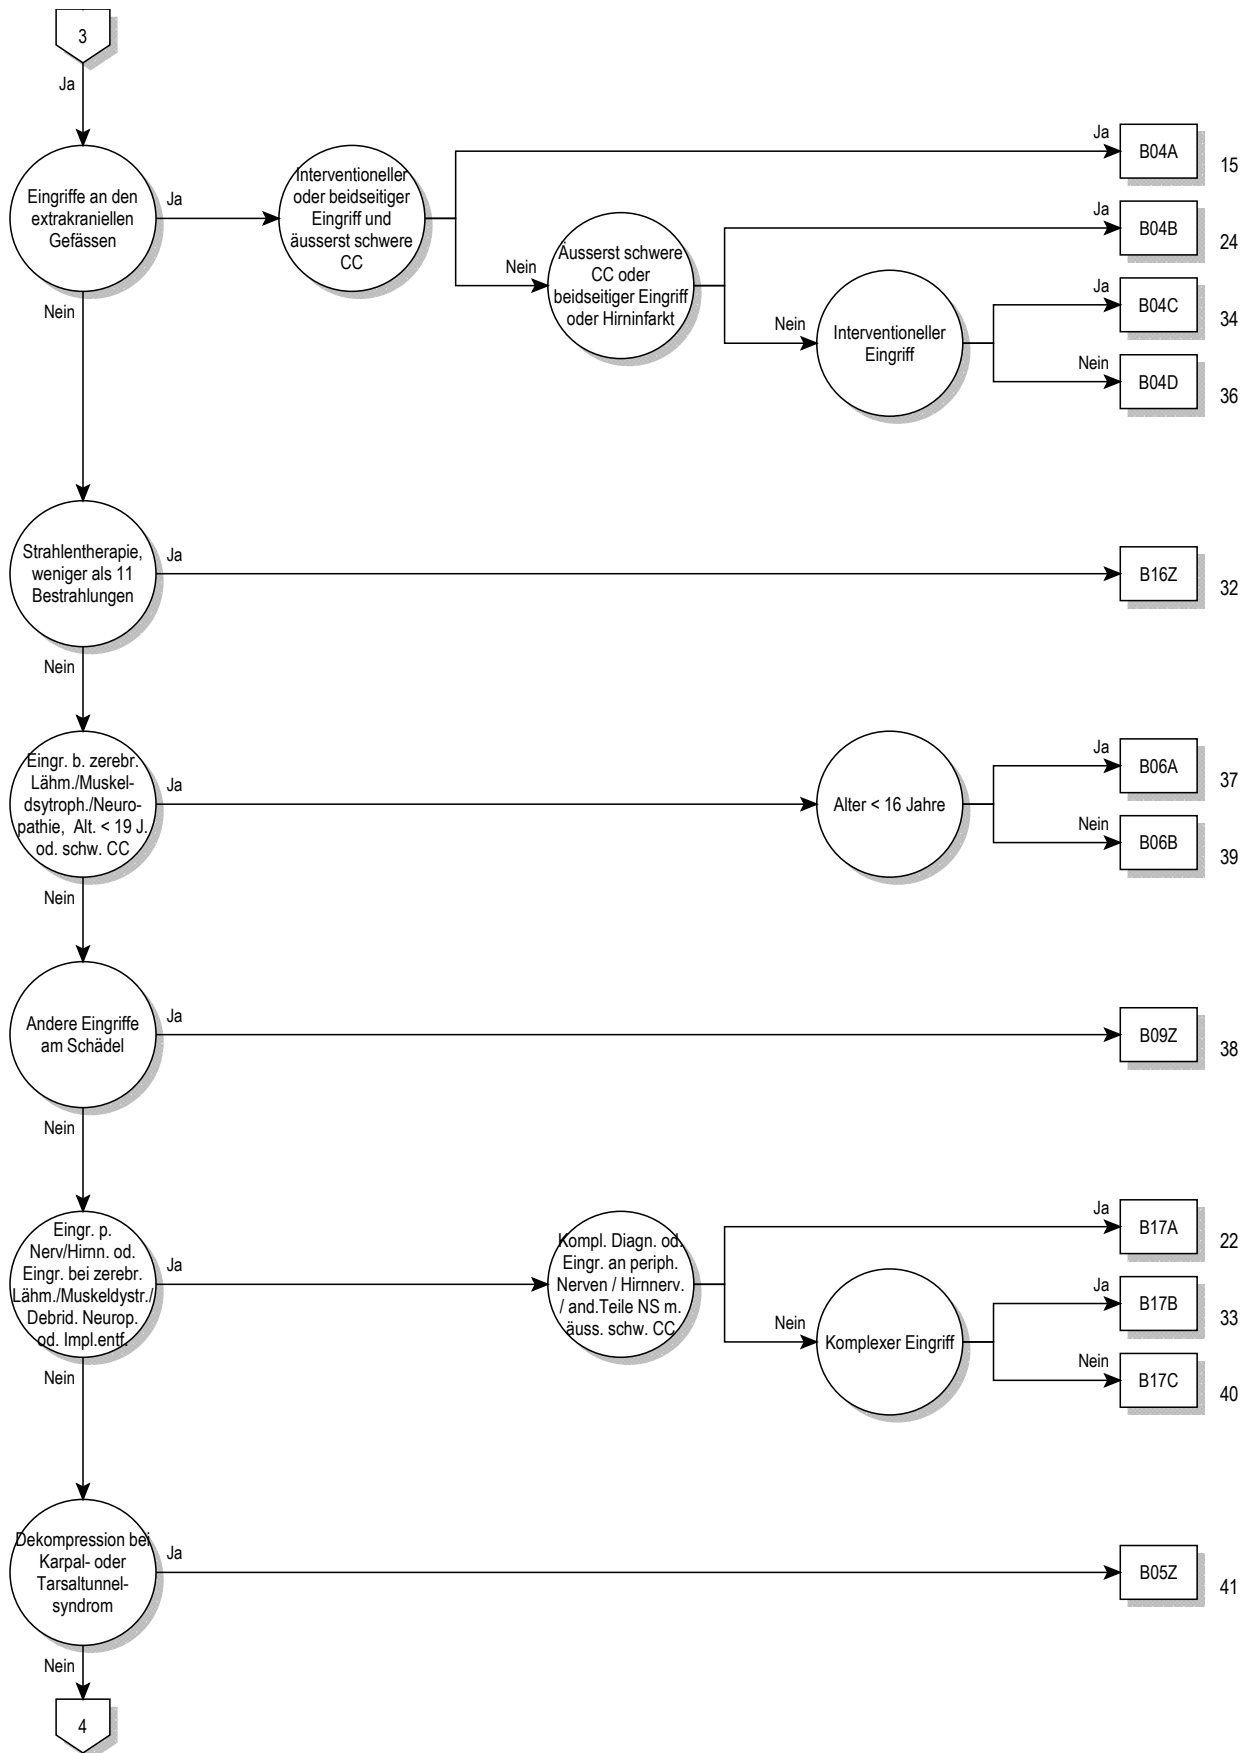 3
Ja
Eingriffe an den
extrakraniellen
Gefässen
Ja
Interventioneller
oder beidseitiger
Eingriff und
äusserst schwere
CC
Ja
B04A
15
Nein
Äusserst schwere
CC oder
beidseitiger Eingriff
oder Hirninfarkt
Ja
B04B
24
Nein
Interventioneller
Eingriff
Ja
B04C
34
Nein
B04D
36
Nein
Strahlentherapie,
weniger als 11
Bestrahlungen
Ja
B16Z
32
Nein
Eingr. b. zerebr.
Lähm./Muskel-
dsytroph./Neuro-
pathie, Alt. < 19 J.
od. schw. CC
Ja
Alter < 16 Jahre
Ja
B06A
37
Nein
B06B
39
Nein
Andere Eingriffe
am Schädel
Ja
B09Z
38
Nein
Eingr. p.
Nerv/Hirnn. od.
Eingr. bei zerebr.
Lähm./Muskeldystr./
Debrid. Neurop.
od. Impl.entf.
Ja
Kompl. Diagn. od.
Eingr. an periph.
Nerven / Hirnnerv.
/ and.Teile NS m.
äuss. schw. CC
Ja
B17A
22
Nein
Komplexer Eingriff
Ja
B17B
33
Nein
B17C
40
Nein
Dekompression bei
Karpal- oder
Tarsaltunnel-
syndrom
Ja
B05Z
41
Nein
4